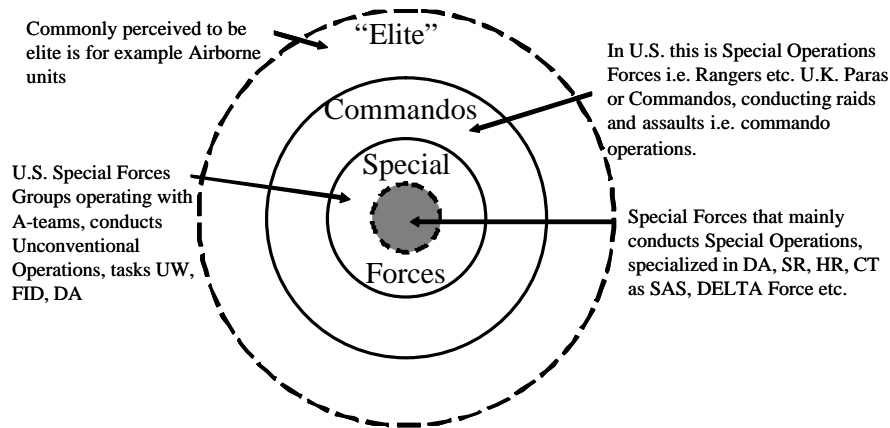 Commonly perceived to be
elite is for example Airborne
units
“Elite”
In U.S. this is Special Operations
Forces i.e. Rangers etc. U.K. Paras
or Commandos, conducting raids
and assaults i.e. commando
operations.
Commandos
Special
Forces
U.S. Special Forces
Groups operating with
A-teams, conducts
Unconventional
Operations, tasks UW,
FID, DA
Special Forces that mainly
conducts Special Operations,
specialized in DA, SR, HR, CT
as SAS, DELTA Force etc.